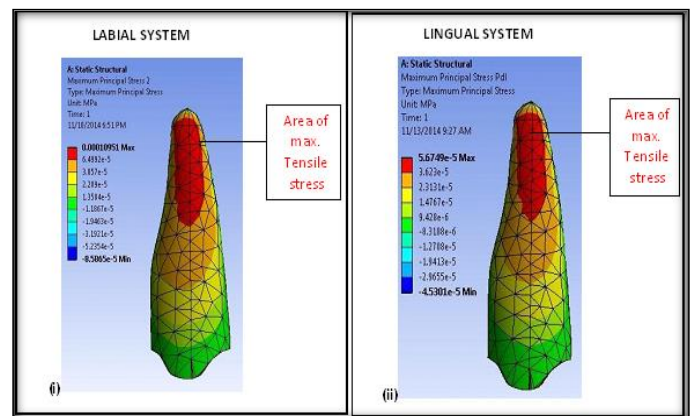 LABIAL SYSTEM
A: Static Structural
Maximum Principal Stress 2
Type: Maximum Principal Stress
Unit: MPa
Time: 1
11/18/2014 6:51 PM
0.00010951 Max
6.4892e-5
3.857e-5
2.289e-5
1.3584e-5
-1.1867e-5
-1.9463e-5
-3.1921e-5
-5.2354e-5
-8.5865e-5 Min
Area of
max.
Tensile
stress
(i)
LINGUAL SYSTEM
A: Static Structural
Maximum Principal Stress Pdl
Type: Maximum Principal Stress
Unit: MPa
Time: 1
11/13/2014 9:27 AM
5.6749e-5 Max
3.623e-5
2.3131e-5
1.4767e-5
9.428e-6
-8.3188e-6
-1.2708e-5
-1.9413e-5
-2.9655e-5
-4.5301e-5 Min
Area of
max.
Tensile
stress
(ii)